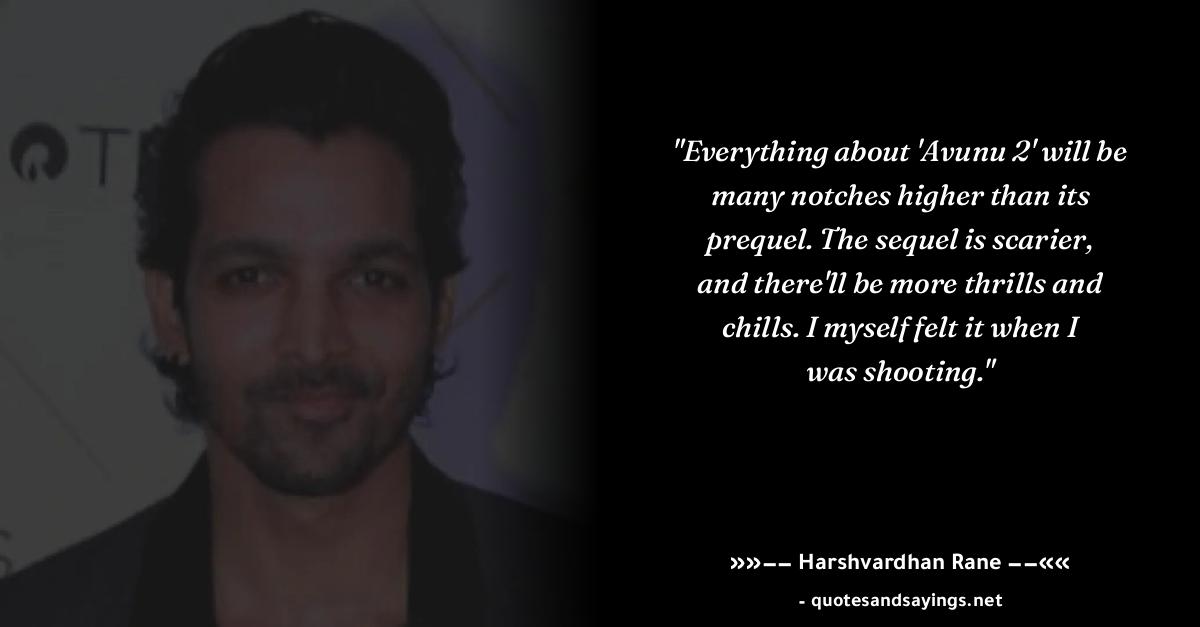 "Everything about 'Avunu 2' will be
many notches higher than its
prequel. The sequel is scarier,
and there'll be more thrills and
chills. I myself felt it when I
was shooting."
»»−− Harshvardhan Rane −−««
- quotesandsayings.net